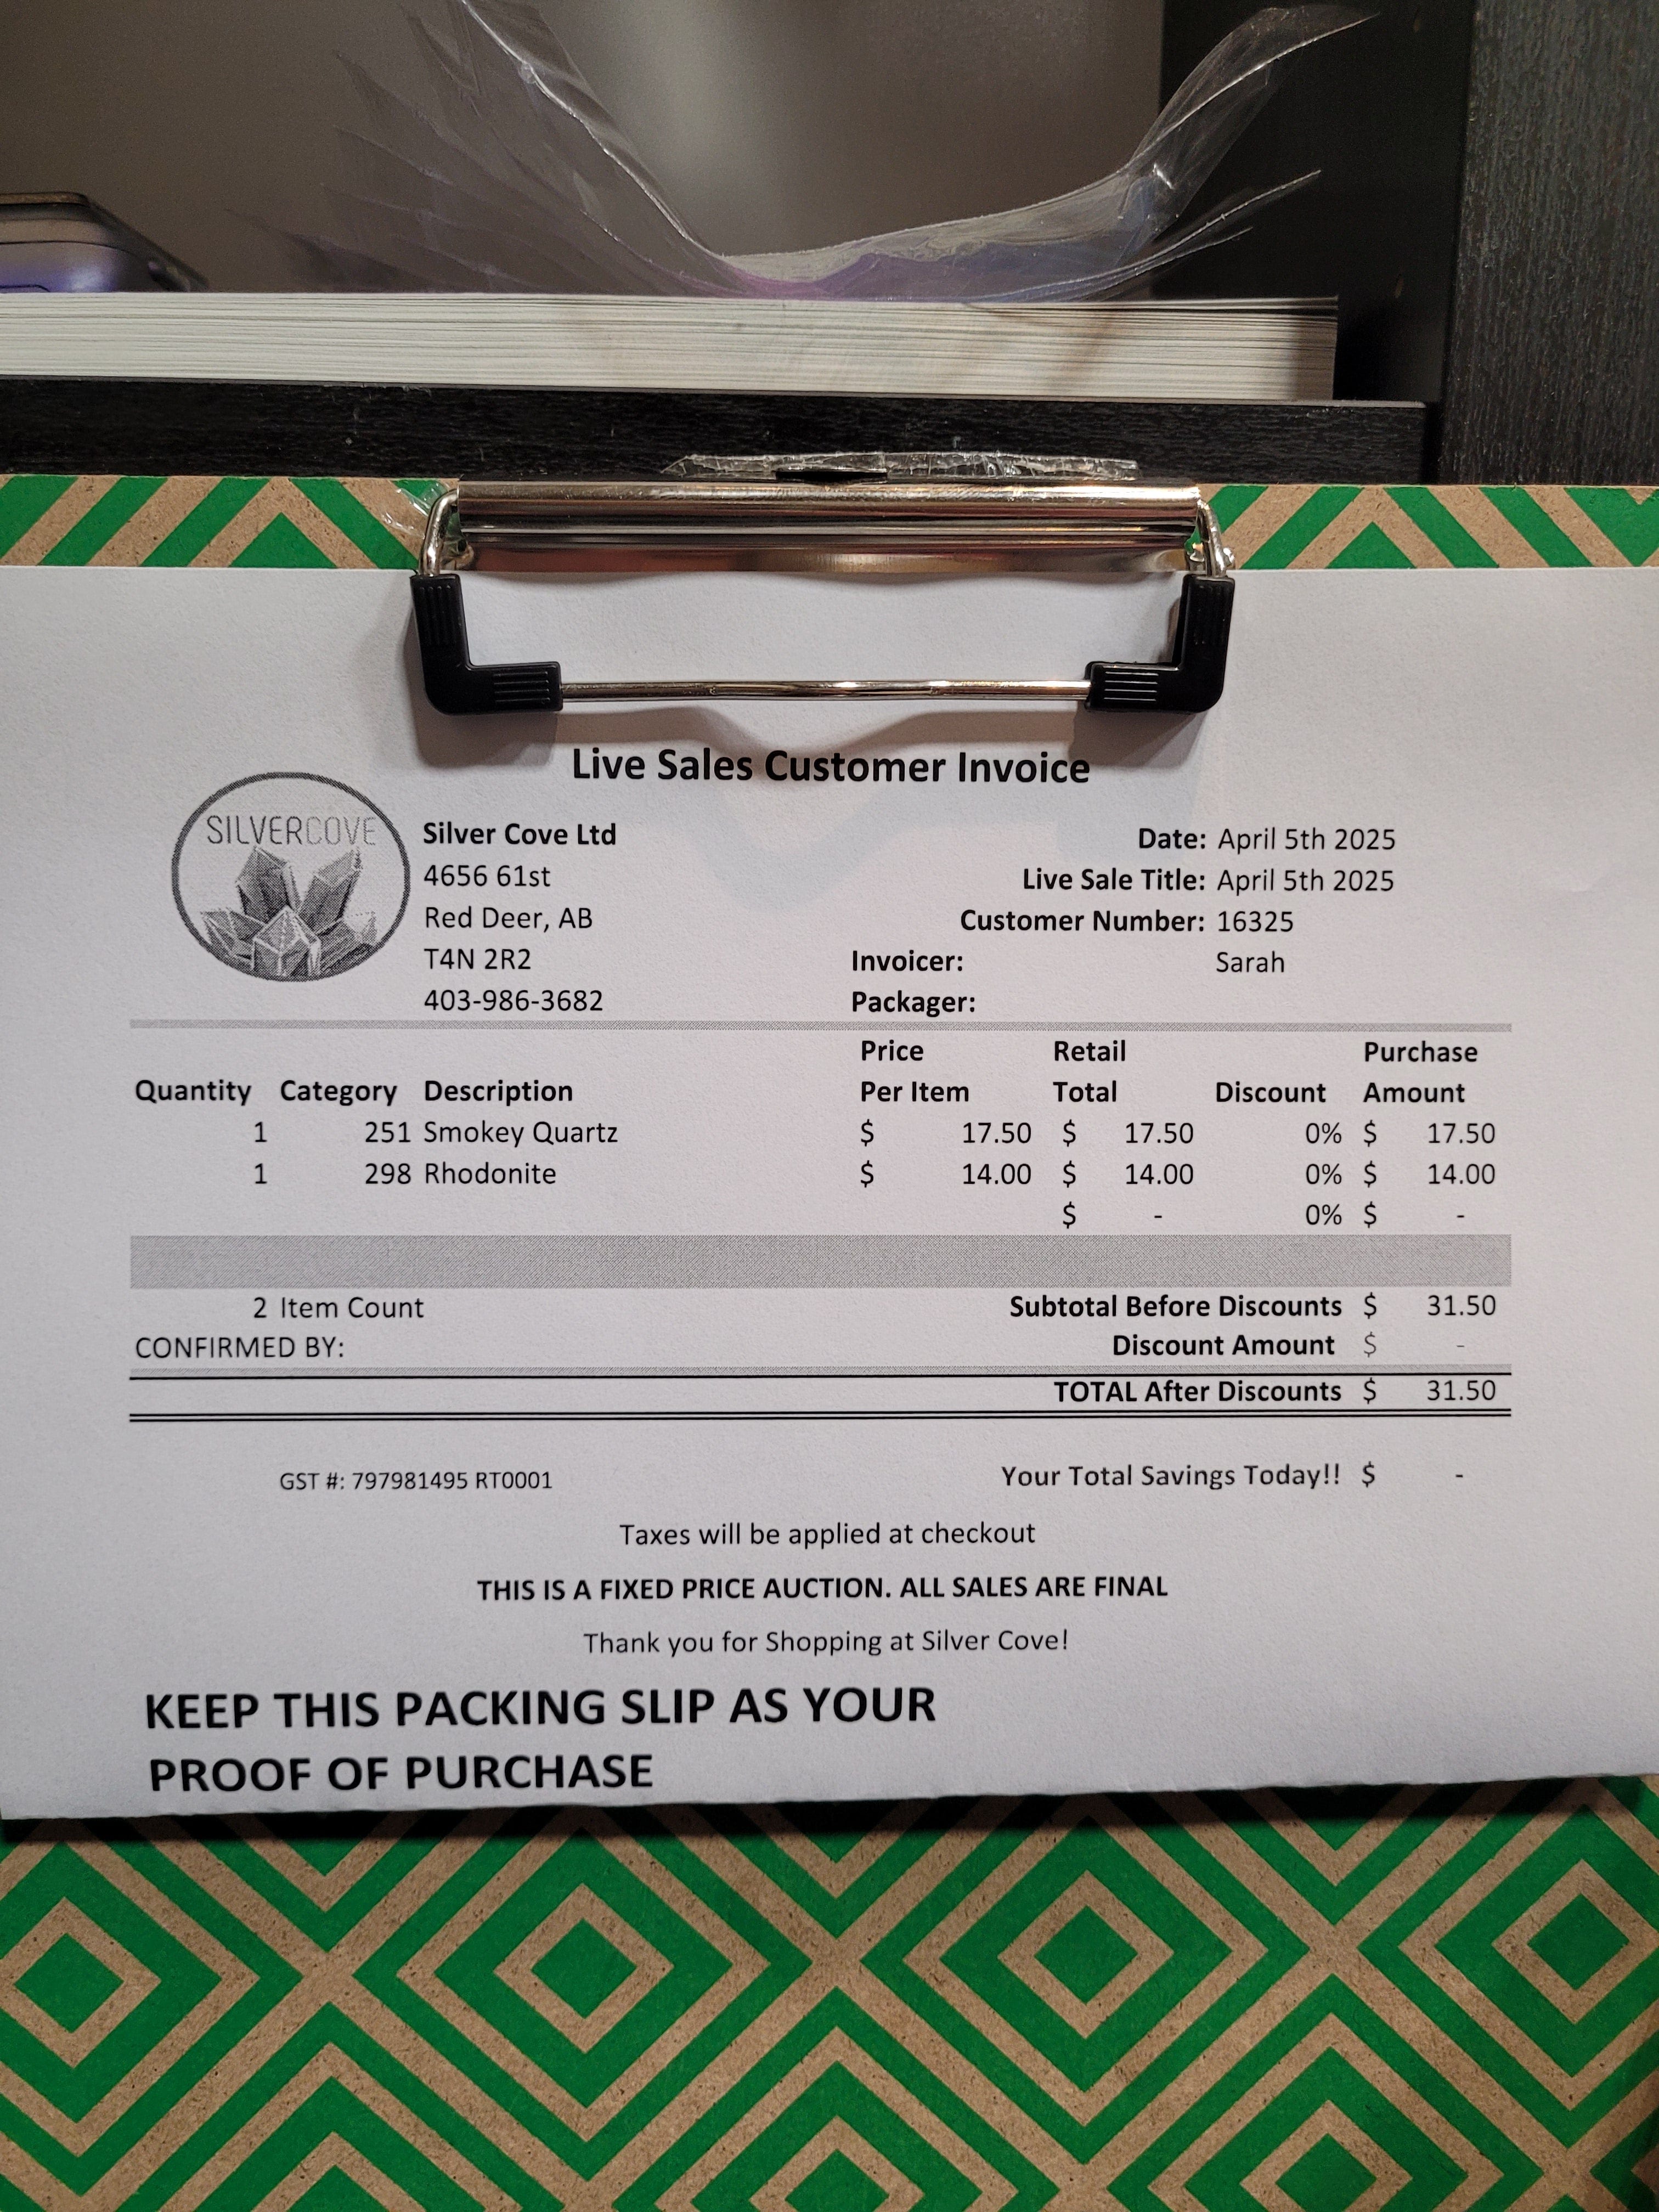 Live Sales Customer Invoice
SILVERCOVE
Silver Cove Ltd
4656 61st
Red Deer, AB
T4N 2R2
403-986-3682
Date: April 5th 2025
Live Sale Title: April 5th 2025
Customer Number: 16325
Invoicer: Sarah
Packager:
Price Retail Purchase
Quantity Category Description Per Item Total Discount Amount
1 251 Smokey Quartz $ 17.50 $ 17.50 0% $ 17.50
1 298 Rhodonite $ 14.00 $ 14.00 0% $ 14.00
$ - 0% $ -
2 Item Count Subtotal Before Discounts $ 31.50
CONFIRMED BY: Discount Amount $ -
TOTAL After Discounts $ 31.50
GST #: 797981495 RT0001 Your Total Savings Today!! $ -
Taxes will be applied at checkout
THIS IS A FIXED PRICE AUCTION. ALL SALES ARE FINAL
Thank you for Shopping at Silver Cove!
KEEP THIS PACKING SLIP AS YOUR
PROOF OF PURCHASE